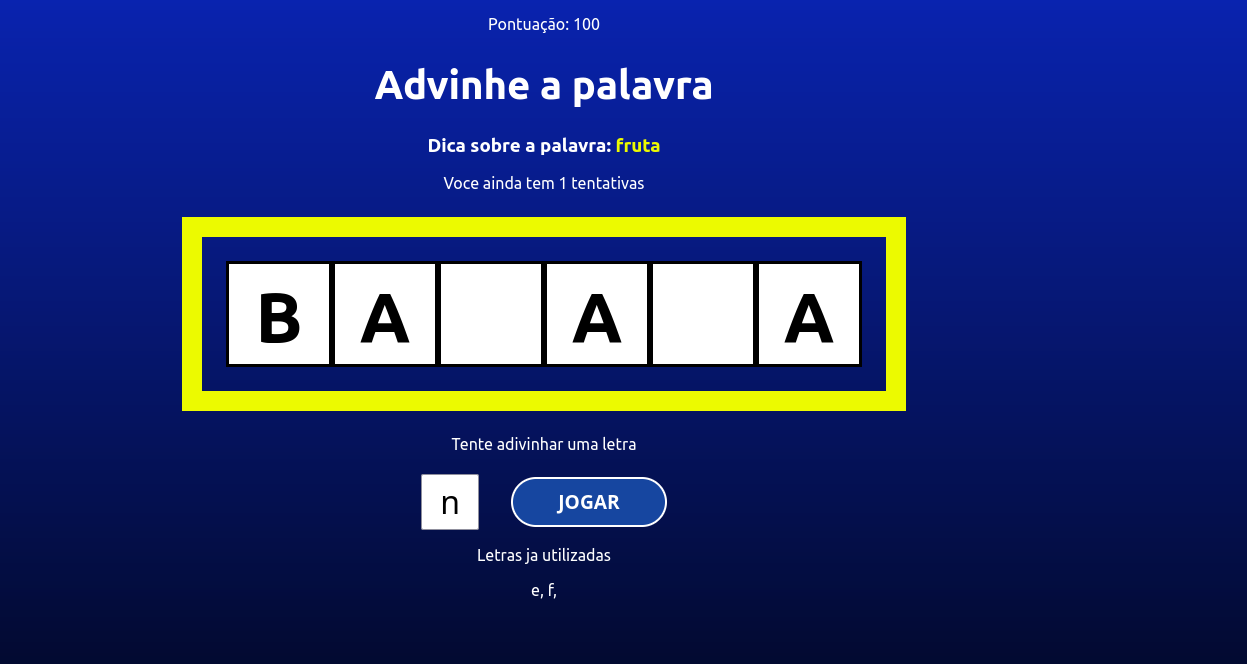 Pontuação: 100
Advinhe a palavra
Dica sobre a palavra: fruta
Voce ainda tem 1 tentativas
B A A A
Tente adivinhar uma letra
n JOGAR
Letras ja utilizadas
e, f,